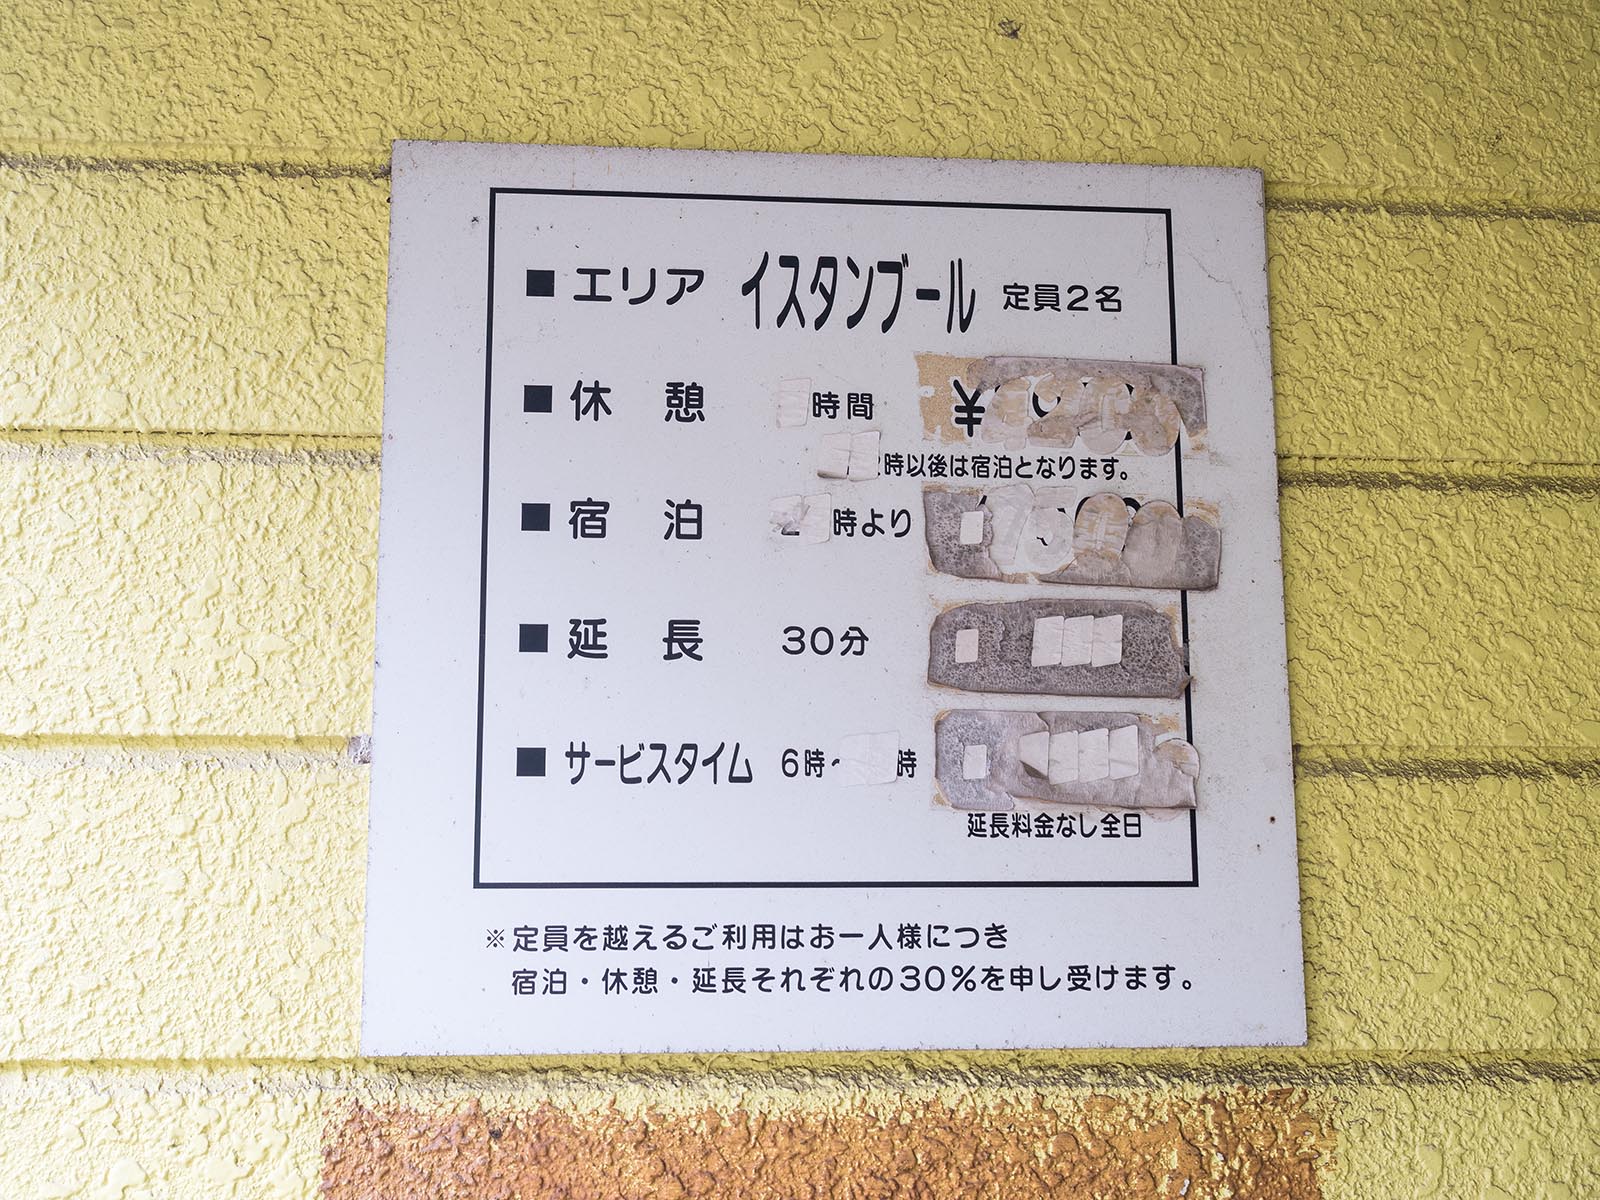 ■エリア イスタンブール 定員2名
■休 憩 時間 ¥
時以後は宿泊となります。
■宿 泊 時より
■延 長 30分
■サービスタイム 6時~ 時
延長料金なし全日
※定員を越えるご利用はお一人様につき
宿泊・休憩・延長それぞれの30%を申し受けます。